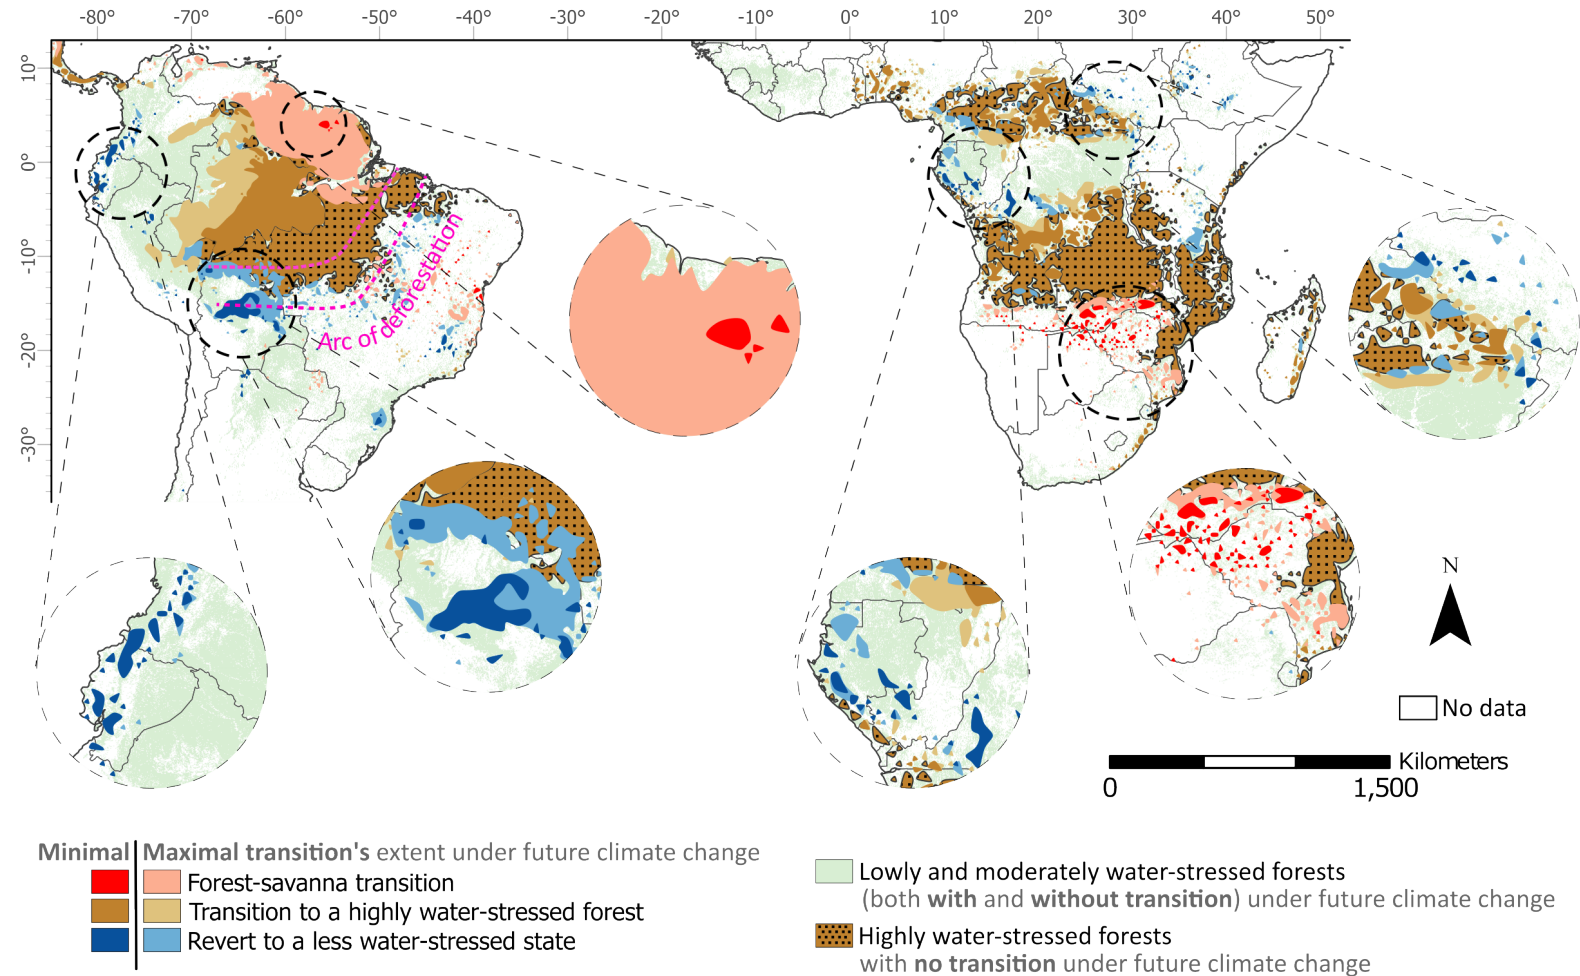 -80° -70° -60° -50° -40° -30° -20° -10° 0° 10° 20° 30° 40° 50°
10°
0°
-10°
-20°
-30°
Arc of deforestation
N
No data
Kilometers
0 1,500
Minimal Maximal transition's extent under future climate change
Forest-savanna transition
Transition to a highly water-stressed forest
Revert to a less water-stressed state
Lowly and moderately water-stressed forests
(both with and without transition) under future climate change
Highly water-stressed forests
with no transition under future climate change